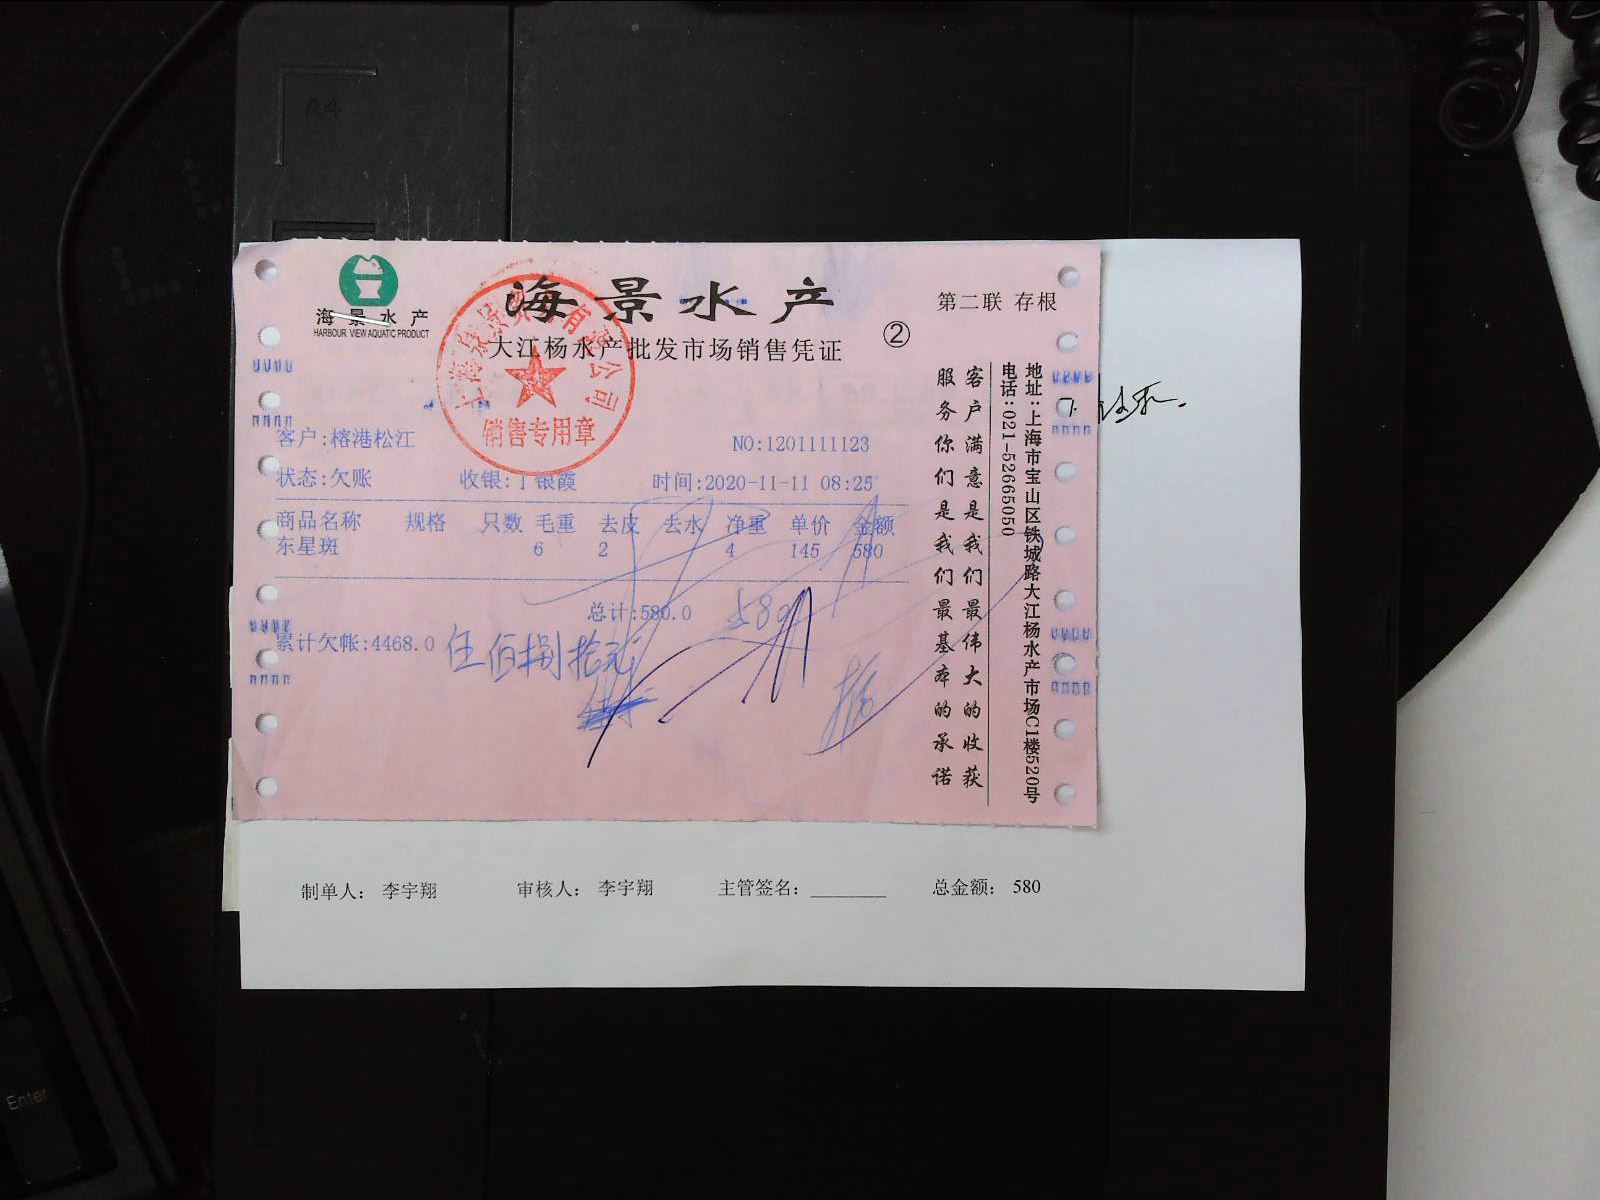 A4
海景水产
HARBOUR VIEW AQUATIC PRODUCT
海景水产
大江杨水产批发市场销售凭证
②
第二联 存根
销售专用章
客户:榕港松江
NO:1201111123
状态:欠账 收银:丁银霞 时间:2020-11-11 08:25
商品名称 规格 只数 毛重 去皮 去水 净重 单价 金额
东星斑 6 2 4 145 580
总计:580.0
580
累计欠帐:4468.0
伍佰捌拾元
客户满意是我们最伟大的收获
服务你们是我们最基本的承诺
地址:上海市宝山区铁城路大江杨水产市场C1楼520号
电话:021-52665050
制单人: 李宇翔 审核人: 李宇翔 主管签名: 总金额: 580
Enter